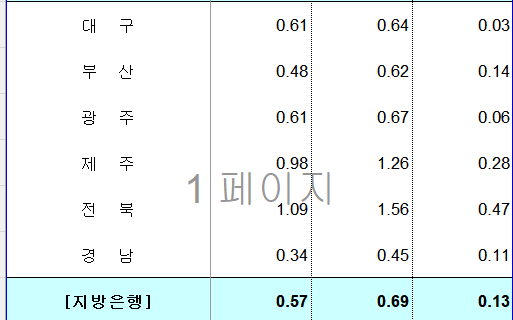 대 구 0.61 0.64 0.03
부 산 0.48 0.62 0.14
광 주 0.61 0.67 0.06
제 주 0.98 1.26 0.28
1 페이지
전 북 1.09 1.56 0.47
경 남 0.34 0.45 0.11
[지방은행] 0.57 0.69 0.13